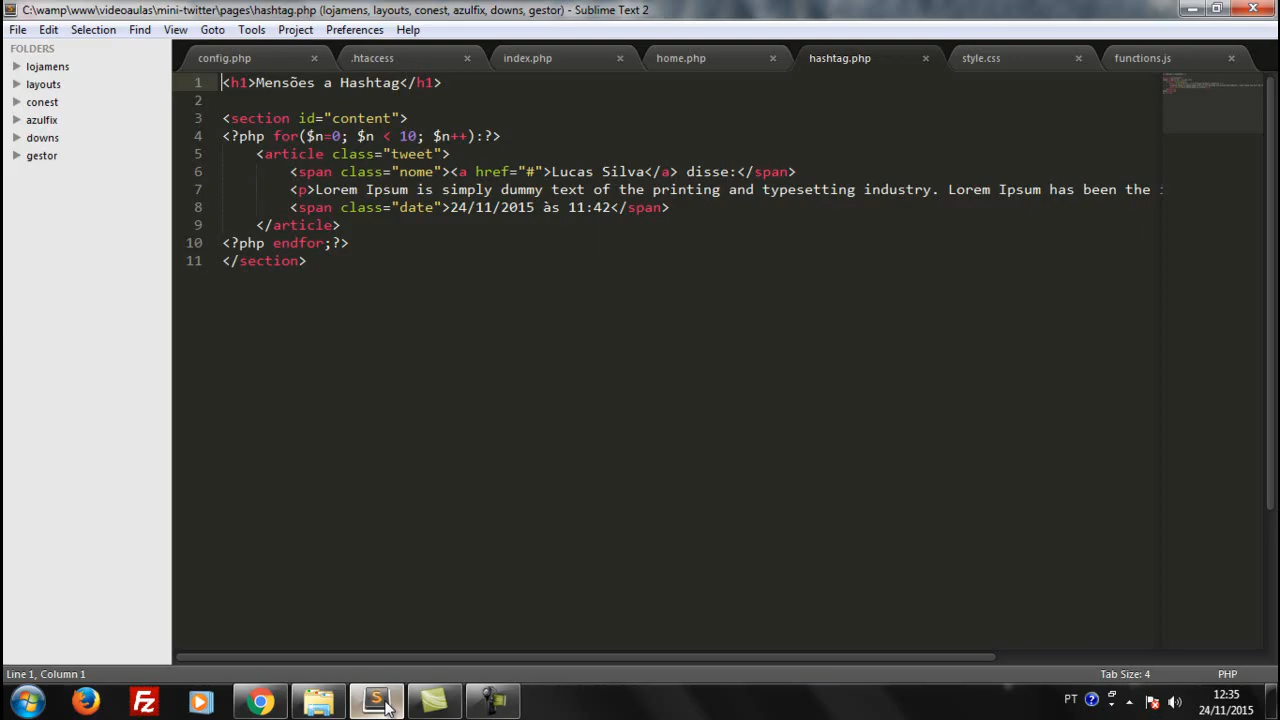 C:\wamp\www\videoaulas\mini-twitter\pages\hashtag.php (lojamens, layouts, conest, azulfix, downs, gestor) - Sublime Text 2
File Edit Selection Find View Goto Tools Project Preferences Help
FOLDERS
lojamens
layouts
conest
azulfix
downs
gestor
config.php × .htaccess × index.php × home.php × hashtag.php × style.css × functions.js ×
1 <h1>Mensões a Hashtag</h1>
2
3 <section id="content">
4 <?php for($n=0; $n < 10; $n++):?>
5 <article class="tweet">
6 <span class="nome"><a href="#">Lucas Silva</a> disse:</span>
7 <p>Lorem Ipsum is simply dummy text of the printing and typesetting industry. Lorem Ipsum has been the i
8 <span class="date">24/11/2015 às 11:42</span>
9 </article>
10 <?php endfor;?>
11 </section>
Line 1, Column 1 Tab Size: 4 PHP
PT 12:35
24/11/2015